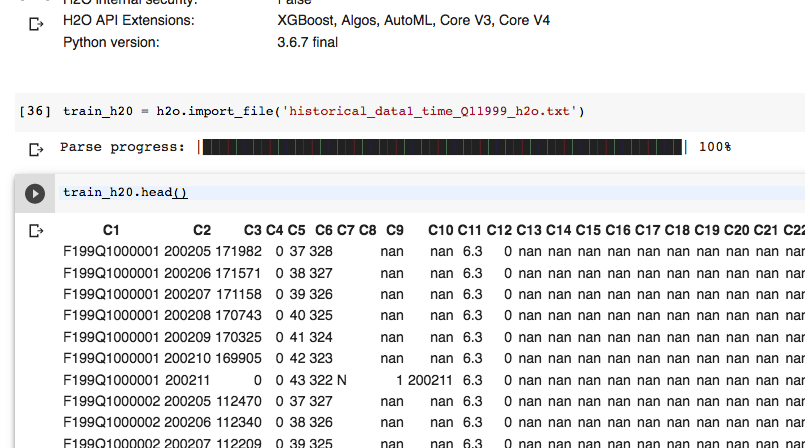 H2O internal security: False
H2O API Extensions: XGBoost, Algos, AutoML, Core V3, Core V4
Python version: 3.6.7 final
[36] train_h20 = h2o.import_file('historical_data1_time_Q11999_h2o.txt')
Parse progress: | | 100%
train_h20.head()
C1 C2 C3 C4 C5 C6 C7 C8 C9 C10 C11 C12 C13 C14 C15 C16 C17 C18 C19 C20 C21 C22
F199Q1000001 200205 171982 0 37 328 nan nan 6.3 0 nan nan nan nan nan nan nan nan nan nan
F199Q1000001 200206 171571 0 38 327 nan nan 6.3 0 nan nan nan nan nan nan nan nan nan nan
F199Q1000001 200207 171158 0 39 326 nan nan 6.3 0 nan nan nan nan nan nan nan nan nan nan
F199Q1000001 200208 170743 0 40 325 nan nan 6.3 0 nan nan nan nan nan nan nan nan nan nan
F199Q1000001 200209 170325 0 41 324 nan nan 6.3 0 nan nan nan nan nan nan nan nan nan nan
F199Q1000001 200210 169905 0 42 323 nan nan 6.3 0 nan nan nan nan nan nan nan nan nan nan
F199Q1000001 200211 0 0 43 322 N 1 200211 6.3 0 nan nan nan nan nan nan nan nan nan nan
F199Q1000002 200205 112470 0 37 327 nan nan 6.3 0 nan nan nan nan nan nan nan nan nan nan
F199Q1000002 200206 112340 0 38 326 nan nan 6.3 0 nan nan nan nan nan nan nan nan nan nan
F199Q1000002 200207 112209 0 39 325 nan nan 6.3 0 nan nan nan nan nan nan nan nan nan nan